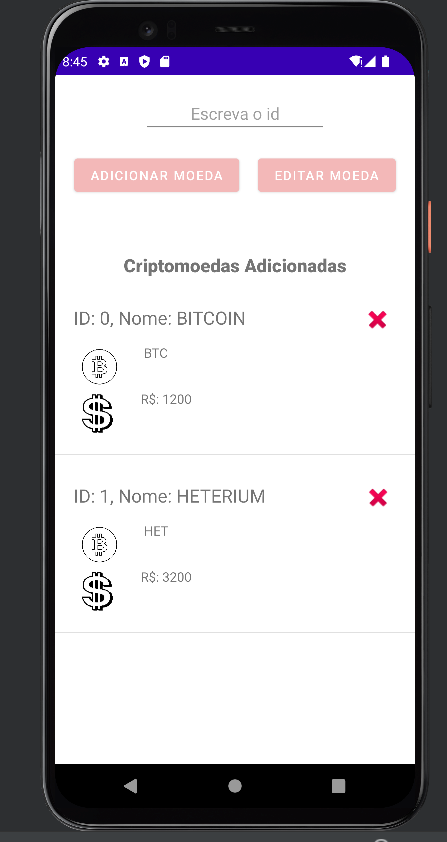 8:45
Escreva o id
ADICIONAR MOEDA EDITAR MOEDA
Criptomoedas Adicionadas
ID: 0, Nome: BITCOIN
BTC
R$: 1200
ID: 1, Nome: HETERIUM
HET
R$: 3200